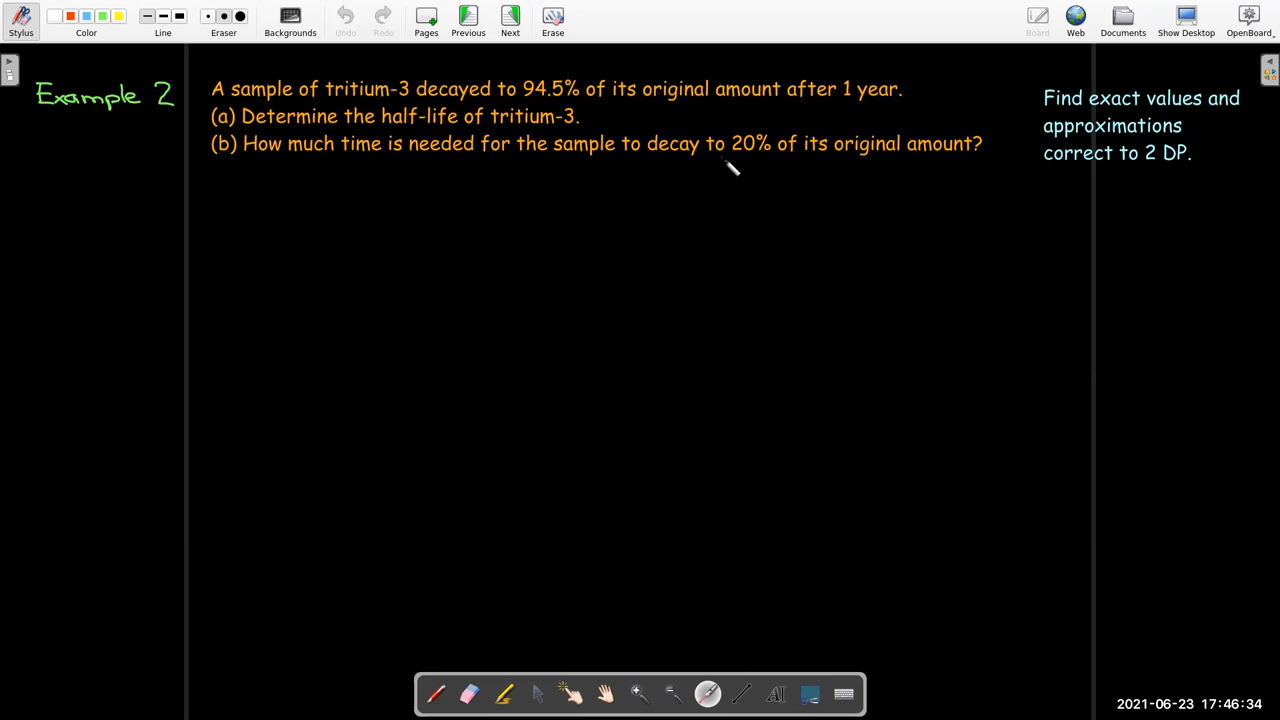 Stylus
Color
Line
Eraser
Backgrounds
Undo
Redo
Pages
Previous
Next
Erase
Board
Web
Documents
Show Desktop
OpenBoard
Example 2
A sample of tritium-3 decayed to 94.5% of its original amount after 1 year.
(a) Determine the half-life of tritium-3.
(b) How much time is needed for the sample to decay to 20% of its original amount?
Find exact values and
approximations
correct to 2 DP.
AI
2021-06-23 17:46:34